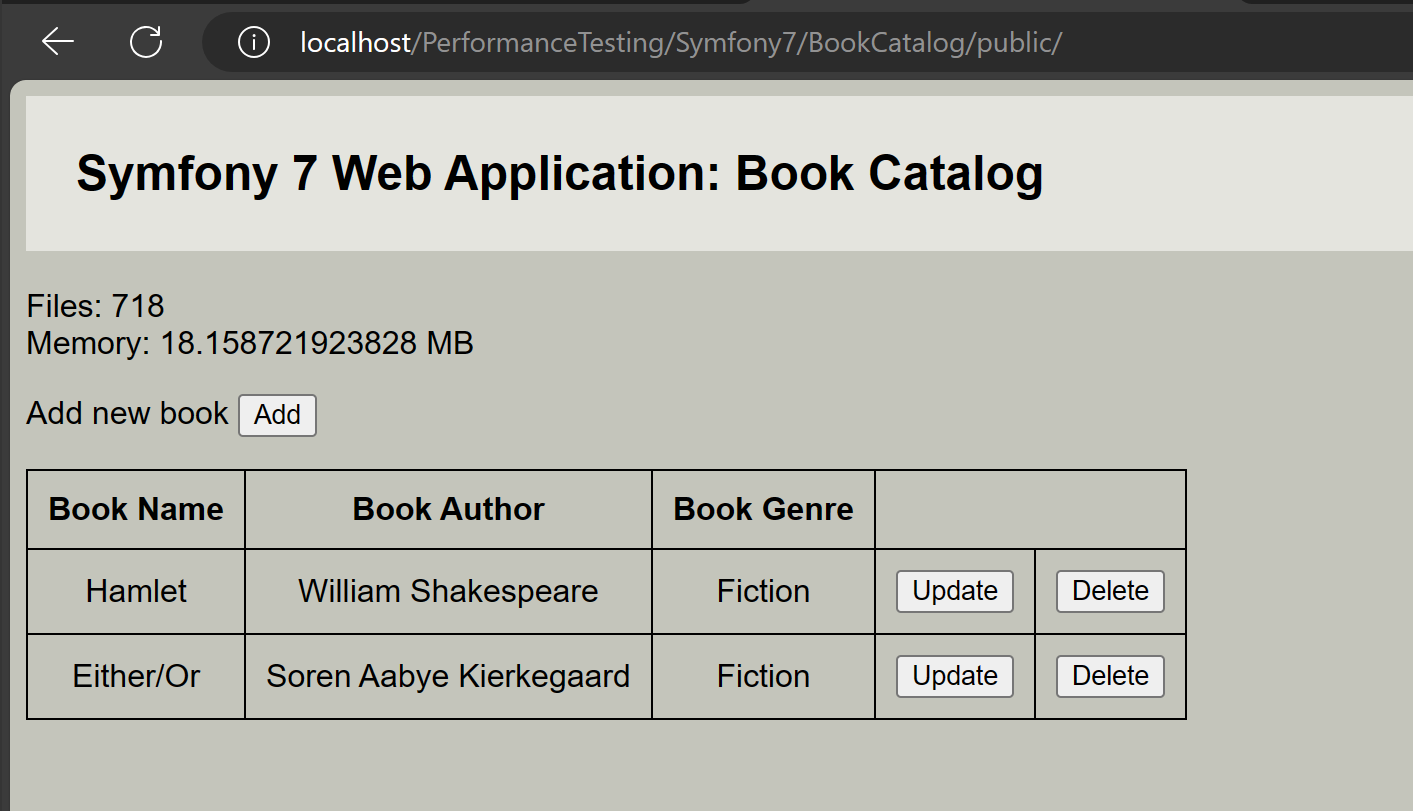 localhost/PerformanceTesting/Symfony7/BookCatalog/public/
Symfony 7 Web Application: Book Catalog
Files: 718
Memory: 18.158721923828 MB
Add new book Add
Book Name Book Author Book Genre
Hamlet William Shakespeare Fiction Update Delete
Either/Or Soren Aabye Kierkegaard Fiction Update Delete